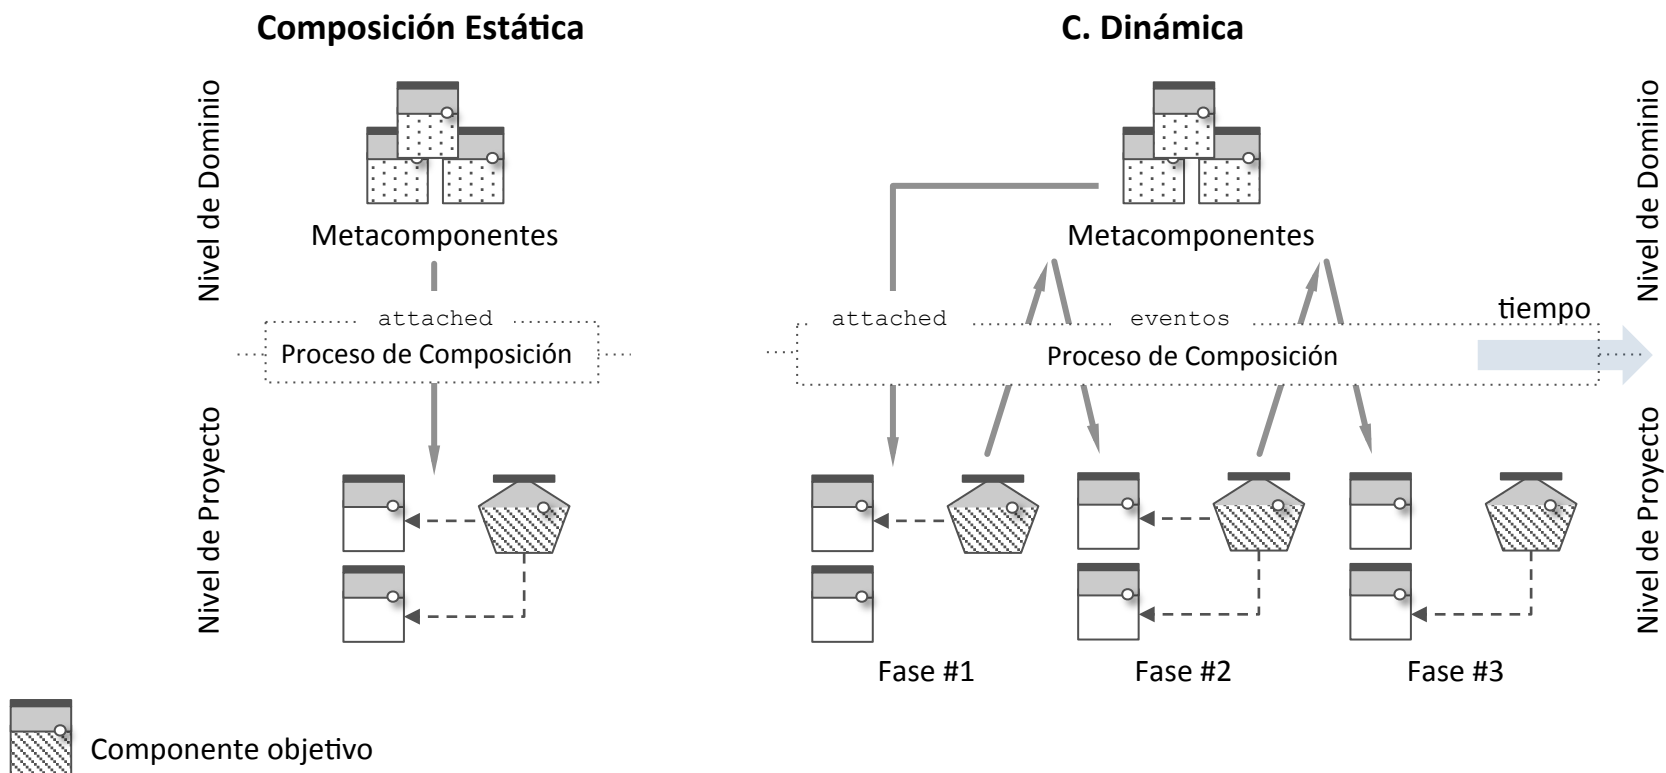 Composición Estática
C. Dinámica
Nivel de Dominio
Metacomponentes
attached
Proceso de Composición
Nivel de Proyecto
Metacomponentes
Nivel de Dominio
attached
eventos
tiempo
Proceso de Composición
Nivel de Proyecto
Fase #1
Fase #2
Fase #3
Componente objetivo